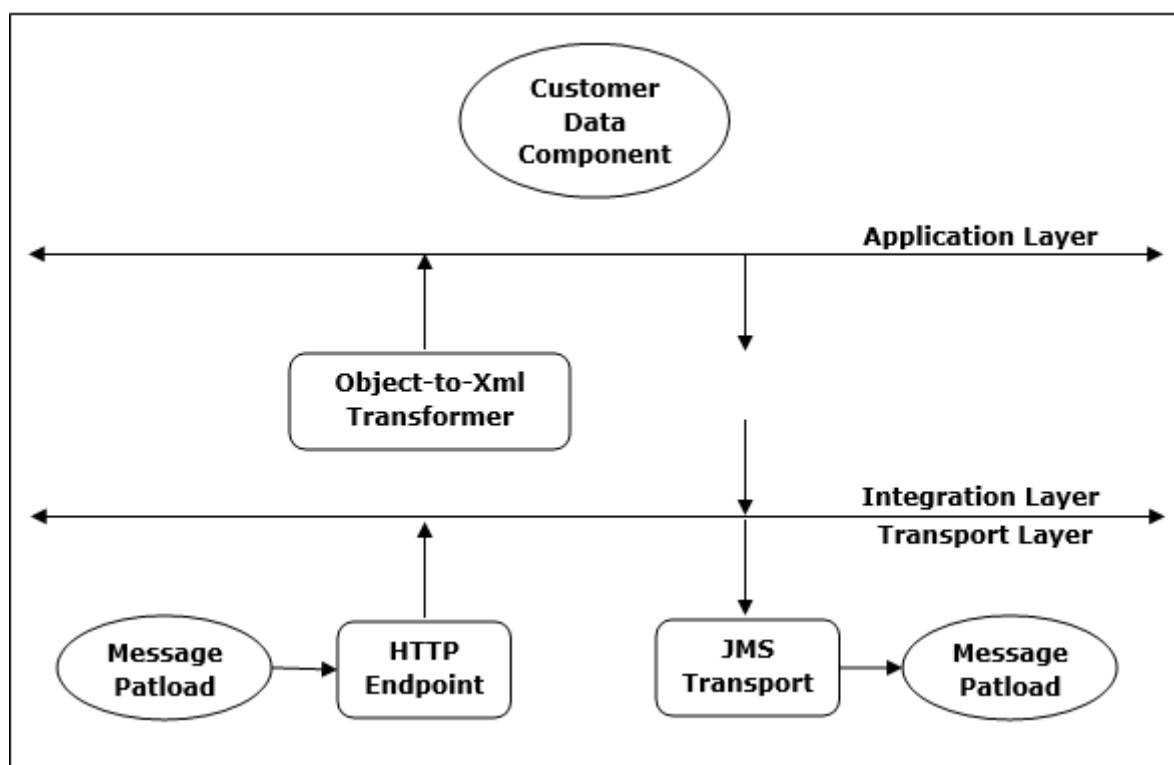 Customer
Data
Component
Application Layer
Object-to-Xml
Transformer
Integration Layer
Transport Layer
Message
Patload
HTTP
Endpoint
JMS
Transport
Message
Patload